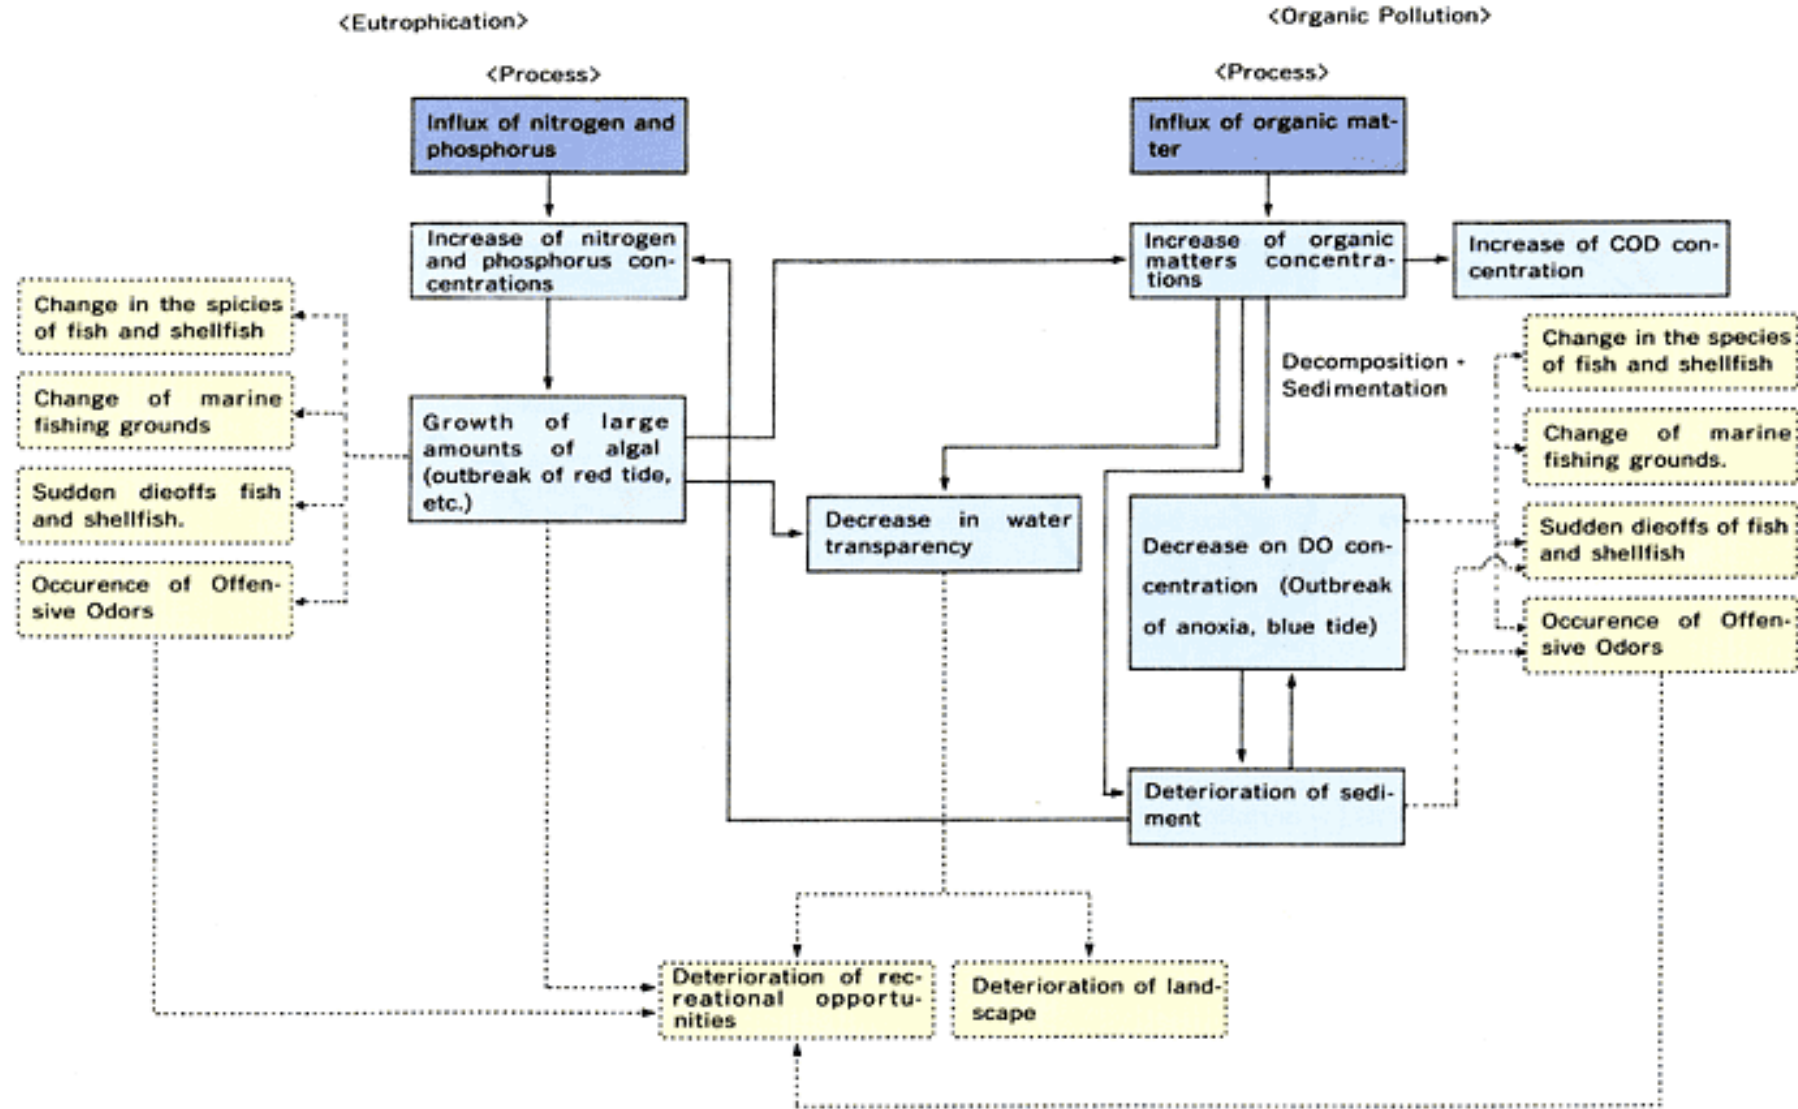 <Eutrophication>
<Organic Pollution>
<Process>
<Process>
Influx of nitrogen and
phosphorus
Influx of organic mat-
ter
Increase of nitrogen
and phosphorus con-
centrations
Increase of organic
matters concentra-
tions
Increase of COD con-
centration
Change in the spicies
of fish and shellfish
Change of marine
fishing grounds
Sudden dieoffs fish
and shellfish.
Occurence of Offen-
sive Odors
Growth of large
amounts of algal
(outbreak of red tide,
etc.)
Decrease in water
transparency
Decomposition ·
Sedimentation
Decrease on DO con-
centration (Outbreak
of anoxia, blue tide)
Change in the species
of fish and shellfish
Change of marine
fishing grounds.
Sudden dieoffs of fish
and shellfish
Occurence of Offen-
sive Odors
Deterioration of sedi-
ment
Deterioration of rec-
reational opportu-
nities
Deterioration of land-
scape